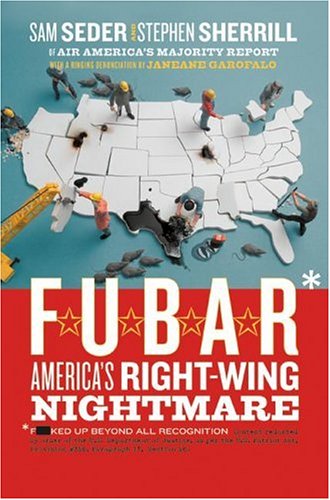 SAM SEDER AND STEPHEN SHERRILL
OF AIR AMERICA'S MAJORITY REPORT
WITH A RINGING DENUNCIATION BY JANEANE GAROFALO
F☆U☆B☆A☆R*
AMERICA'S RIGHT-WING
NIGHTMARE
*F██KED UP BEYOND ALL RECOGNITION